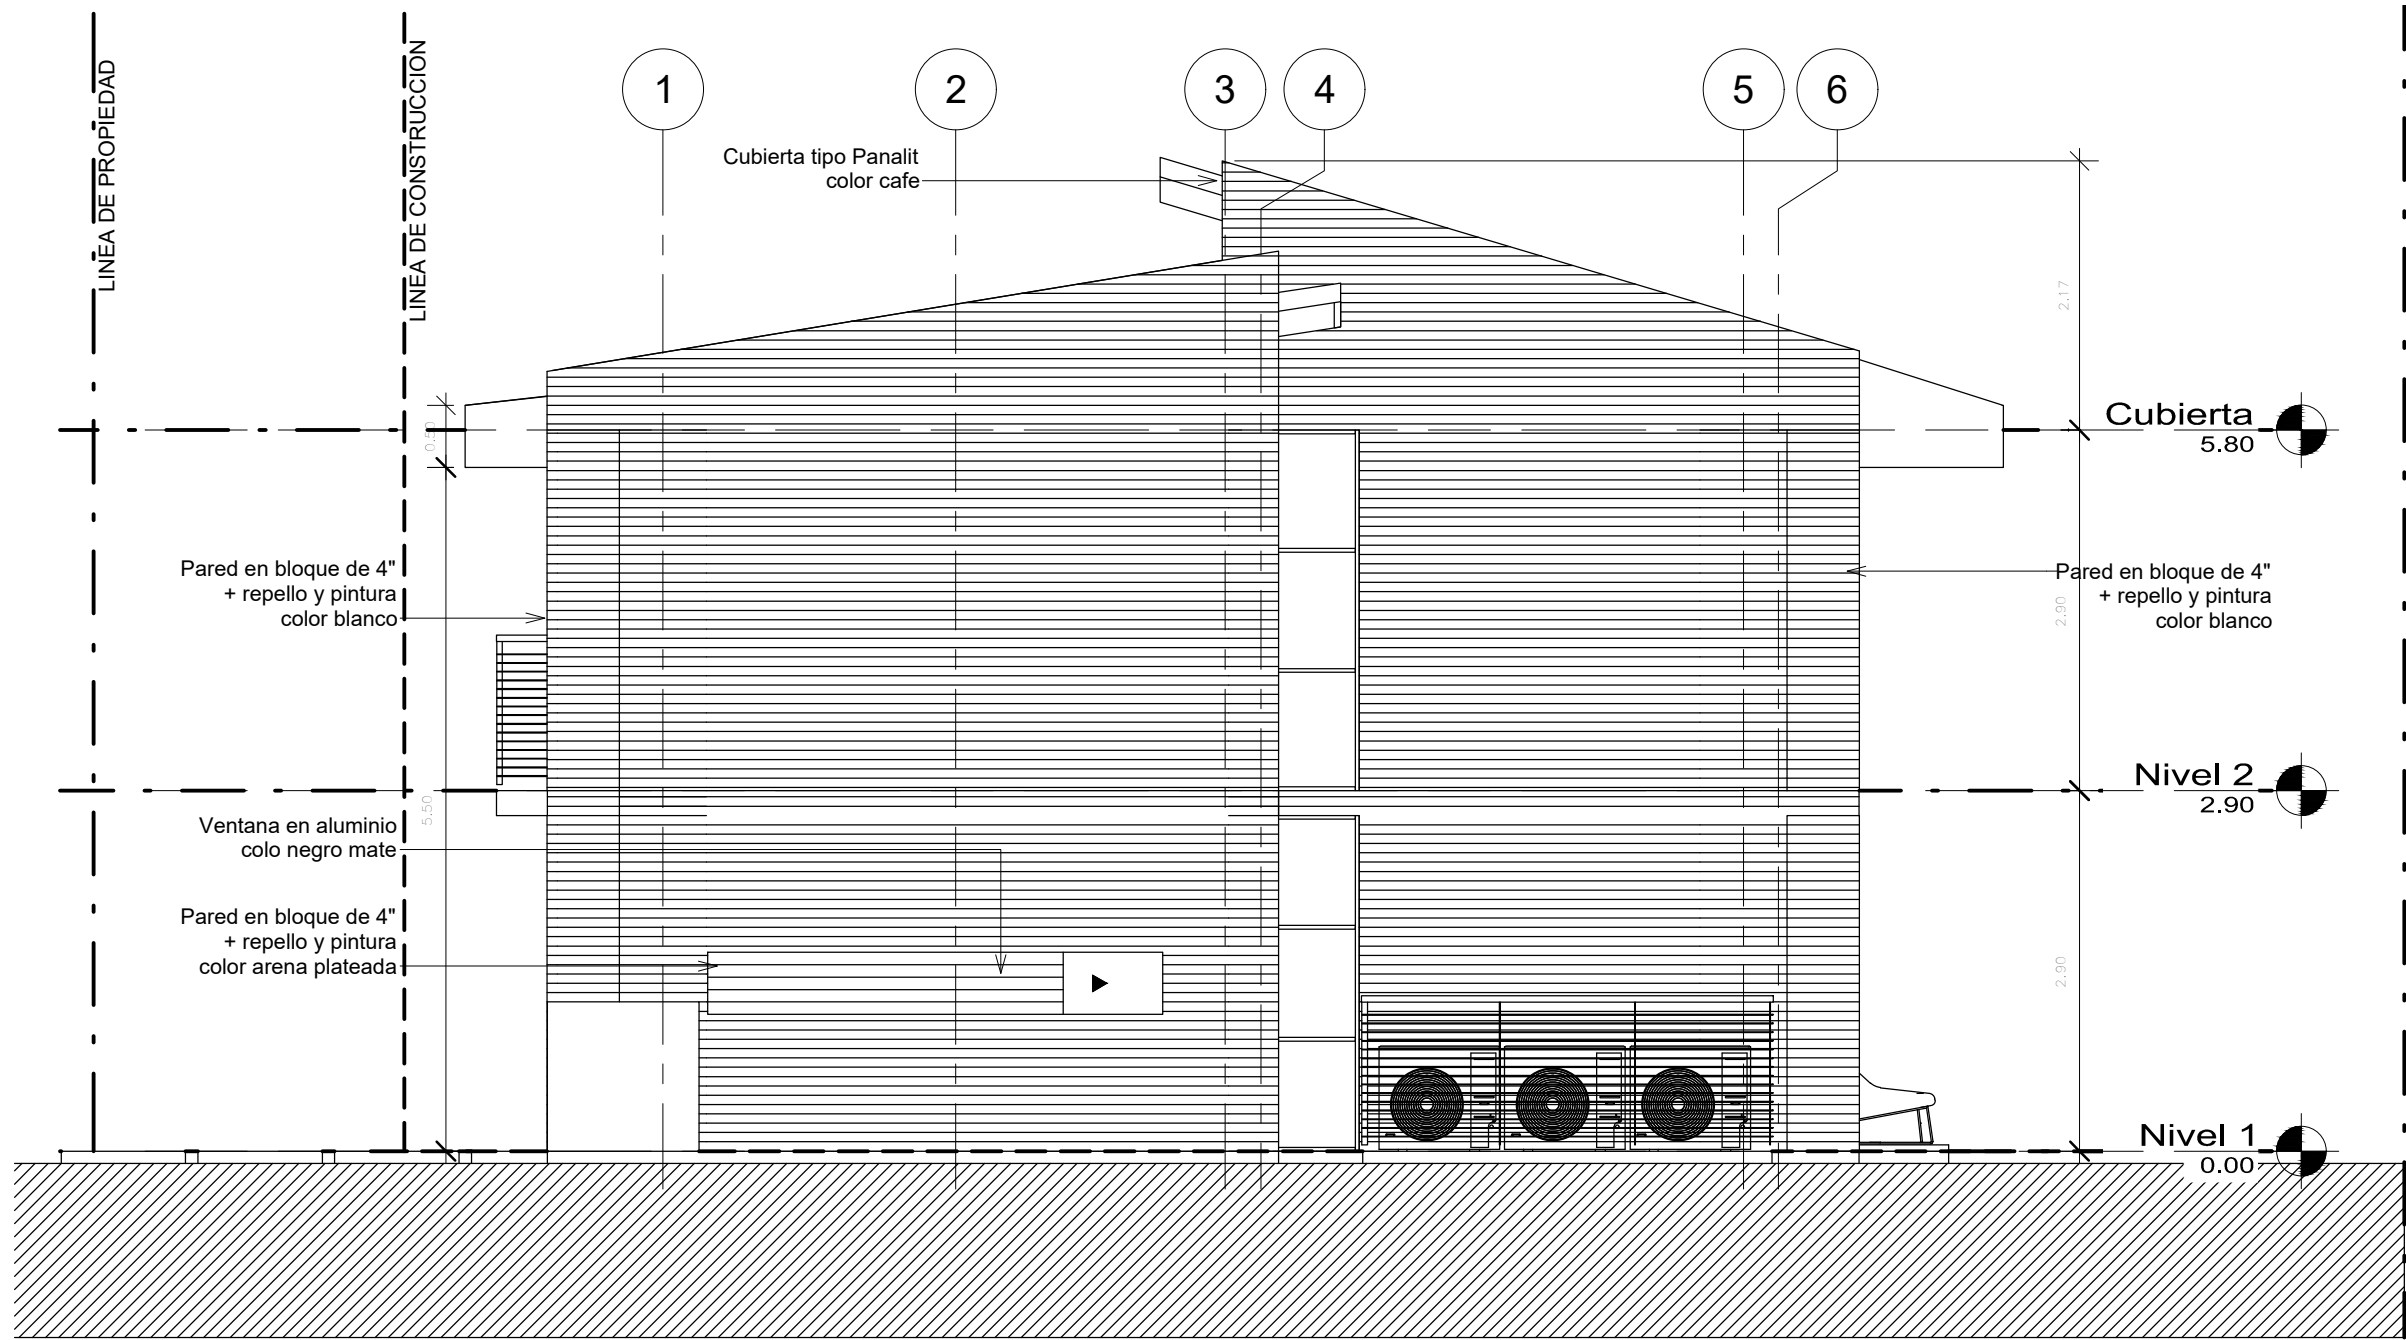 LINEA DE PROPIEDAD
LINEA DE CONSTRUCCION
1
2
3
4
5
6
Cubierta tipo Panalit
color cafe
2.17
0.50
Cubierta
5.80
Pared en bloque de 4"
+ repello y pintura
color blanco
Pared en bloque de 4"
+ repello y pintura
color blanco
2.90
Nivel 2
2.90
5.50
Ventana en aluminio
colo negro mate
Pared en bloque de 4"
+ repello y pintura
color arena plateada
2.90
Nivel 1
0.00